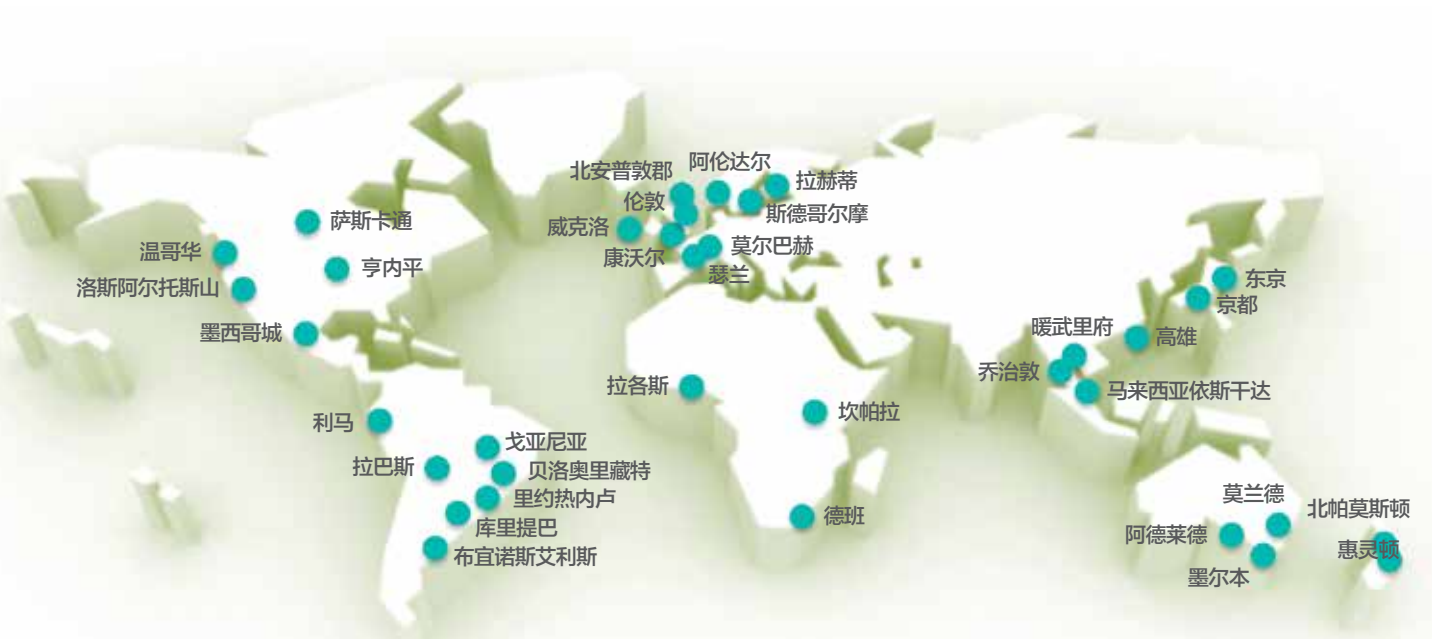 北安普敦郡
阿伦达尔
拉赫蒂
伦敦
斯德哥尔摩
威克洛
康沃尔
莫尔巴赫
瑟兰
萨斯卡通
温哥华
亨内平
洛斯阿尔托斯山
墨西哥城
东京
京都
暖武里府
高雄
乔治敦
马来西亚依斯干达
拉各斯
坎帕拉
德班
利马
戈亚尼亚
拉巴斯
贝洛奥里藏特
里约热内卢
库里提巴
布宜诺斯艾利斯
莫兰德
北帕莫斯顿
阿德莱德
惠灵顿
墨尔本